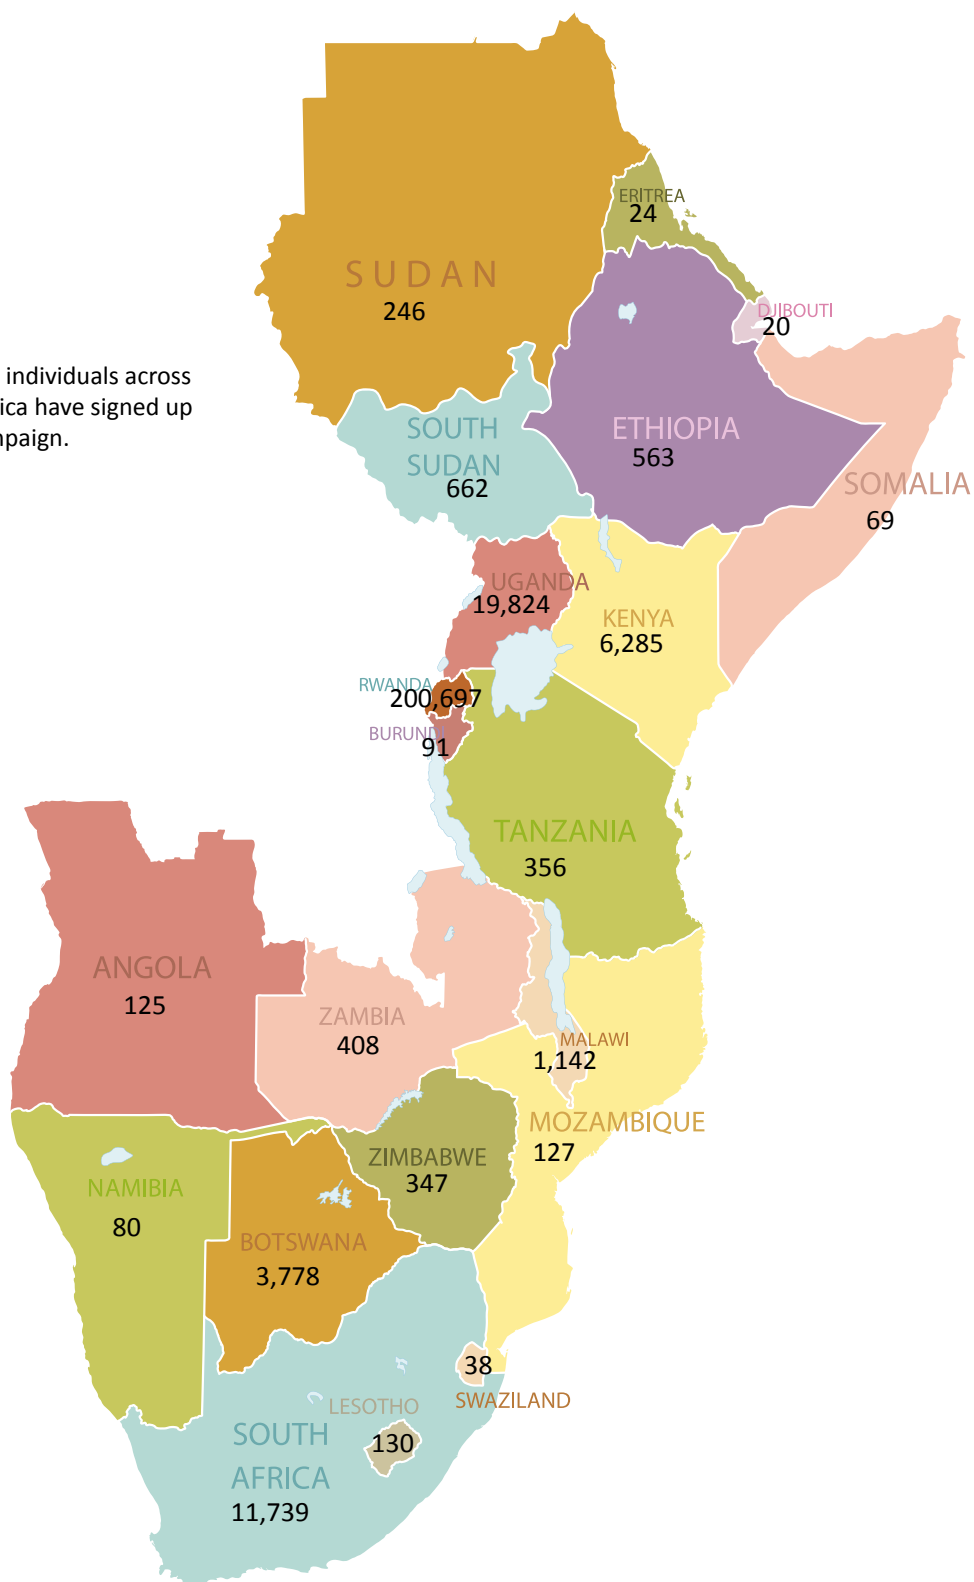 ERITREA
24
SUDAN
246
DJIBOUTI
20
individuals across
ica have signed up
paign.
SOUTH
SUDAN
662
ETHIOPIA
563
SOMALIA
69
UGANDA
19,824
KENYA
6,285
RWANDA
200,697
BURUNDI
91
TANZANIA
356
ANGOLA
125
ZAMBIA
408
MALAWI
1,142
MOZAMBIQUE
127
ZIMBABWE
347
NAMIBIA
80
BOTSWANA
3,778
38
SWAZILAND
LESOTHO
130
SOUTH
AFRICA
11,739